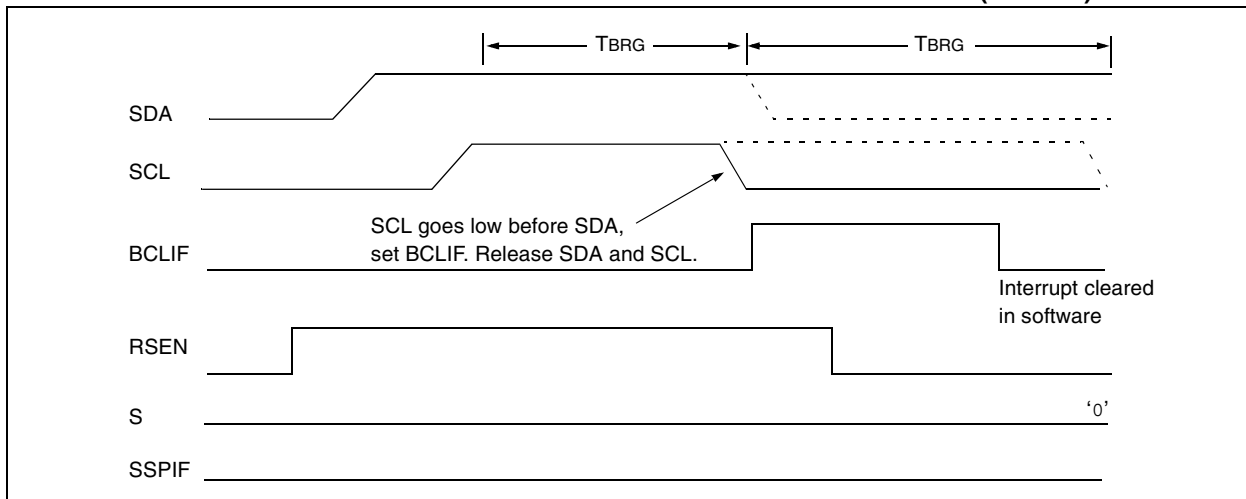 TBRG TBRG
SDA
SCL
SCL goes low before SDA,
set BCLIF. Release SDA and SCL.
BCLIF
Interrupt cleared
in software
RSEN
S ‘0’
SSPIF